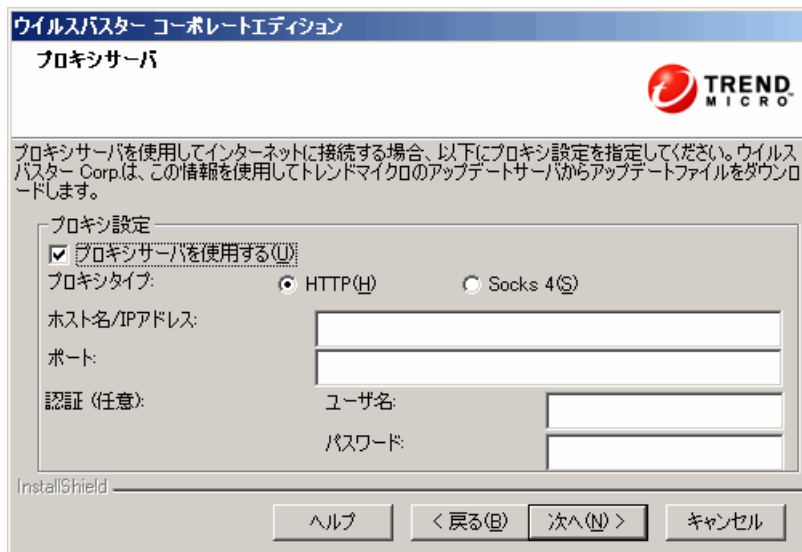 ウイルスバスター コーポレートエディション
プロキシサーバ
TREND
MICRO
プロキシサーバを使用してインターネットに接続する場合、以下にプロキシ設定を指定してください。ウイルス
バスター Corp.は、この情報を使用してトレンドマイクロのアップデートサーバからアップデートファイルをダウンロ
ードします。
プロキシ設定
プロキシサーバを使用する(U)
プロキシタイプ: HTTP(H) Socks 4(S)
ホスト名/IPアドレス:
ポート:
認証 (任意): ユーザ名:
パスワード:
InstallShield
ヘルプ < 戻る(B) 次へ(N) > キャンセル